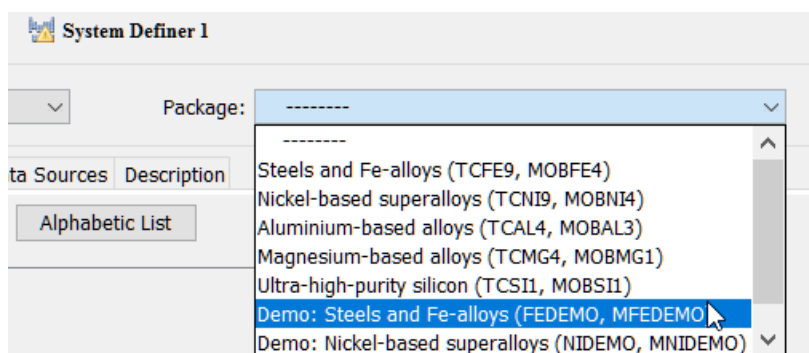 System Definer 1
Package: --------
--------
ta Sources Description
Steels and Fe-alloys (TCFE9, MOBFE4)
Nickel-based superalloys (TCNI9, MOBNI4)
Alphabetic List
Aluminium-based alloys (TCAL4, MOBAL3)
Magnesium-based alloys (TCMG4, MOBMG1)
Ultra-high-purity silicon (TCSI1, MOBSI1)
Demo: Steels and Fe-alloys (FEDEMO, MFEDEMO
Demo: Nickel-based superalloys (NIDEMO, MNIDEMO)